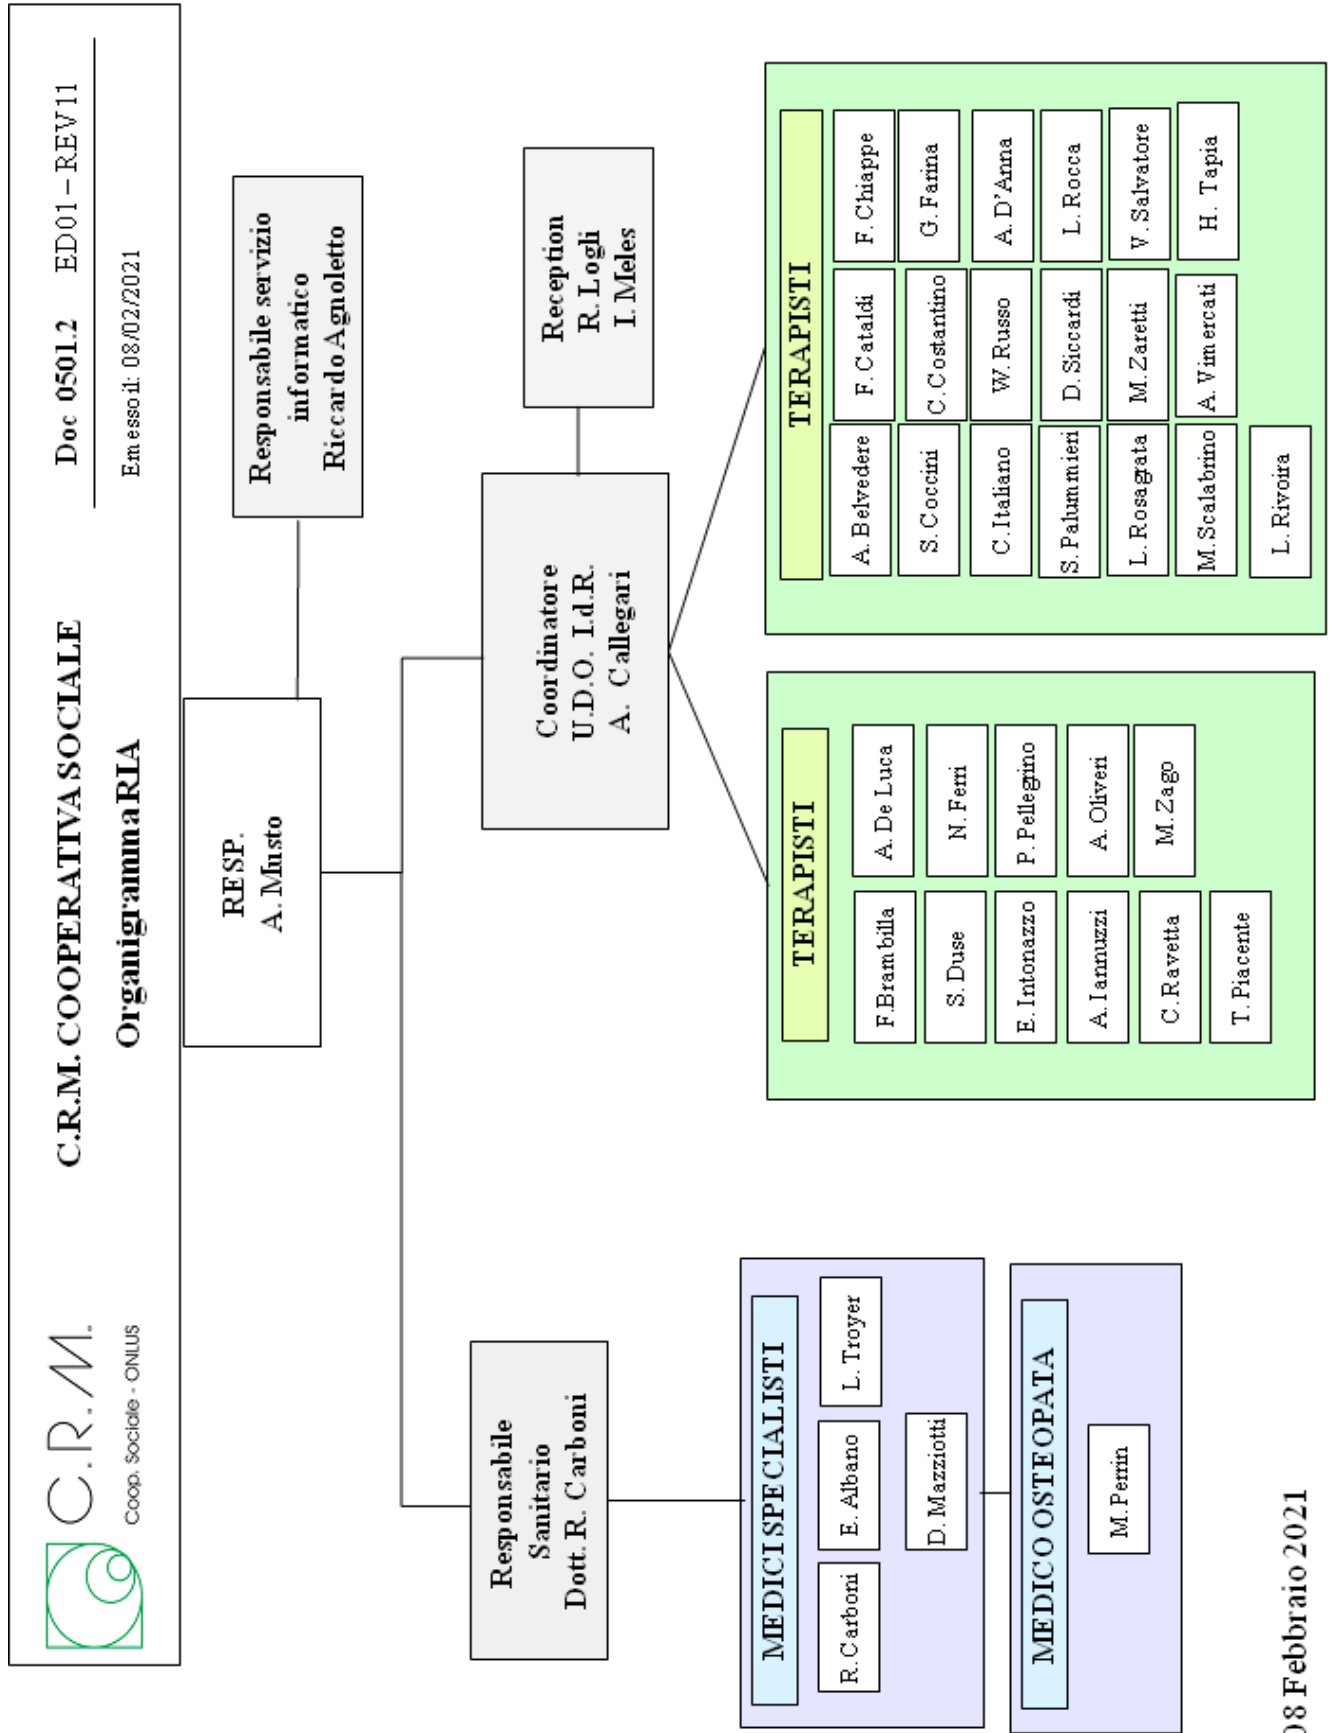 C.R.M.
Coop. Sociale - ONLUS
C.R.M. COOPERATIVA SOCIALE
OrganigrammaRIA
Doc 0501.2 ED01 – REV11
Emesso il: 08/02/2021
RESP.
A. Musto
Responsabile servizio
informatico
Riccardo Agnoletto
Responsabile
Sanitario
Dott. R. Carboni
Coordinatore
U.D.O. I.d.R.
A. Callegari
Reception
R. Logli
I. Meles
MEDICI SPECIALISTI
R. Carboni
E. Albano
L. Troyer
D. Mazziotti
MEDICO OSTEOPATA
M. Perrin
TERAPISTI
F. Brambilla
A. De Luca
S. Duse
N. Ferri
E. Intonazzo
P. Pellegrino
A. Iannuzzi
A. Oliveri
C. Ravetta
M. Zago
T. Piacente
TERAPISTI
A. Belvedere
F. Cataldi
F. Chiappe
S. Coccini
C. Costantino
G. Farina
C. Italiano
W. Russo
A. D'Anna
S. Palummieri
D. Siccardi
L. Rocca
L. Rosagrata
M. Zaretti
V. Salvatore
M. Scalabrino
A. Vimercati
H. Tapia
L. Rivoira
08 Febbraio 2021